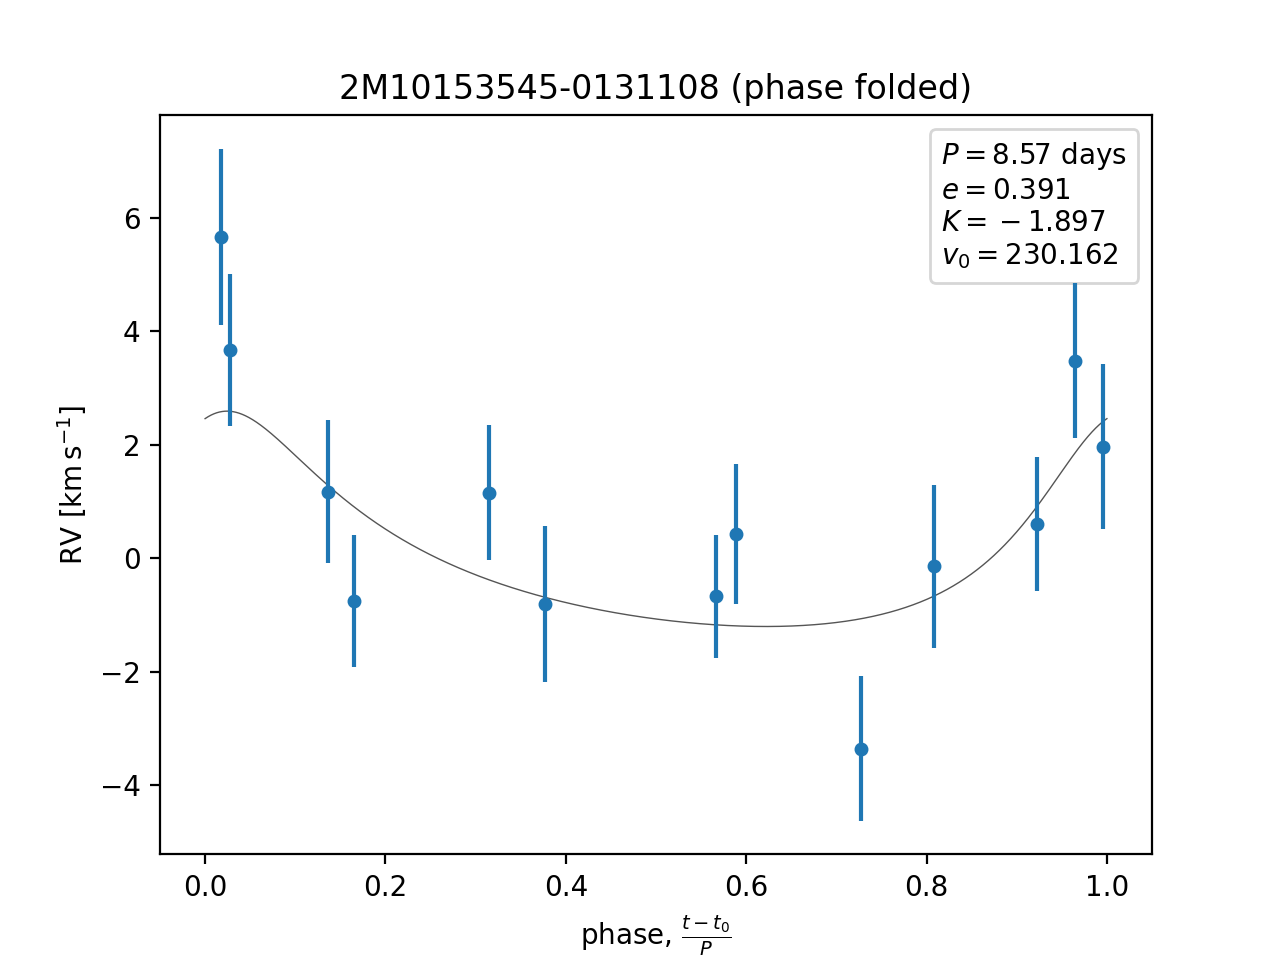 2M10153545-0131108 (phase folded)
P = 8.57 days
e = 0.391
K = −1.897
v₀ = 230.162
RV [km s⁻¹]
6
4
2
0
−2
−4
0.0 0.2 0.4 0.6 0.8 1.0
phase, (t − t₀)/P